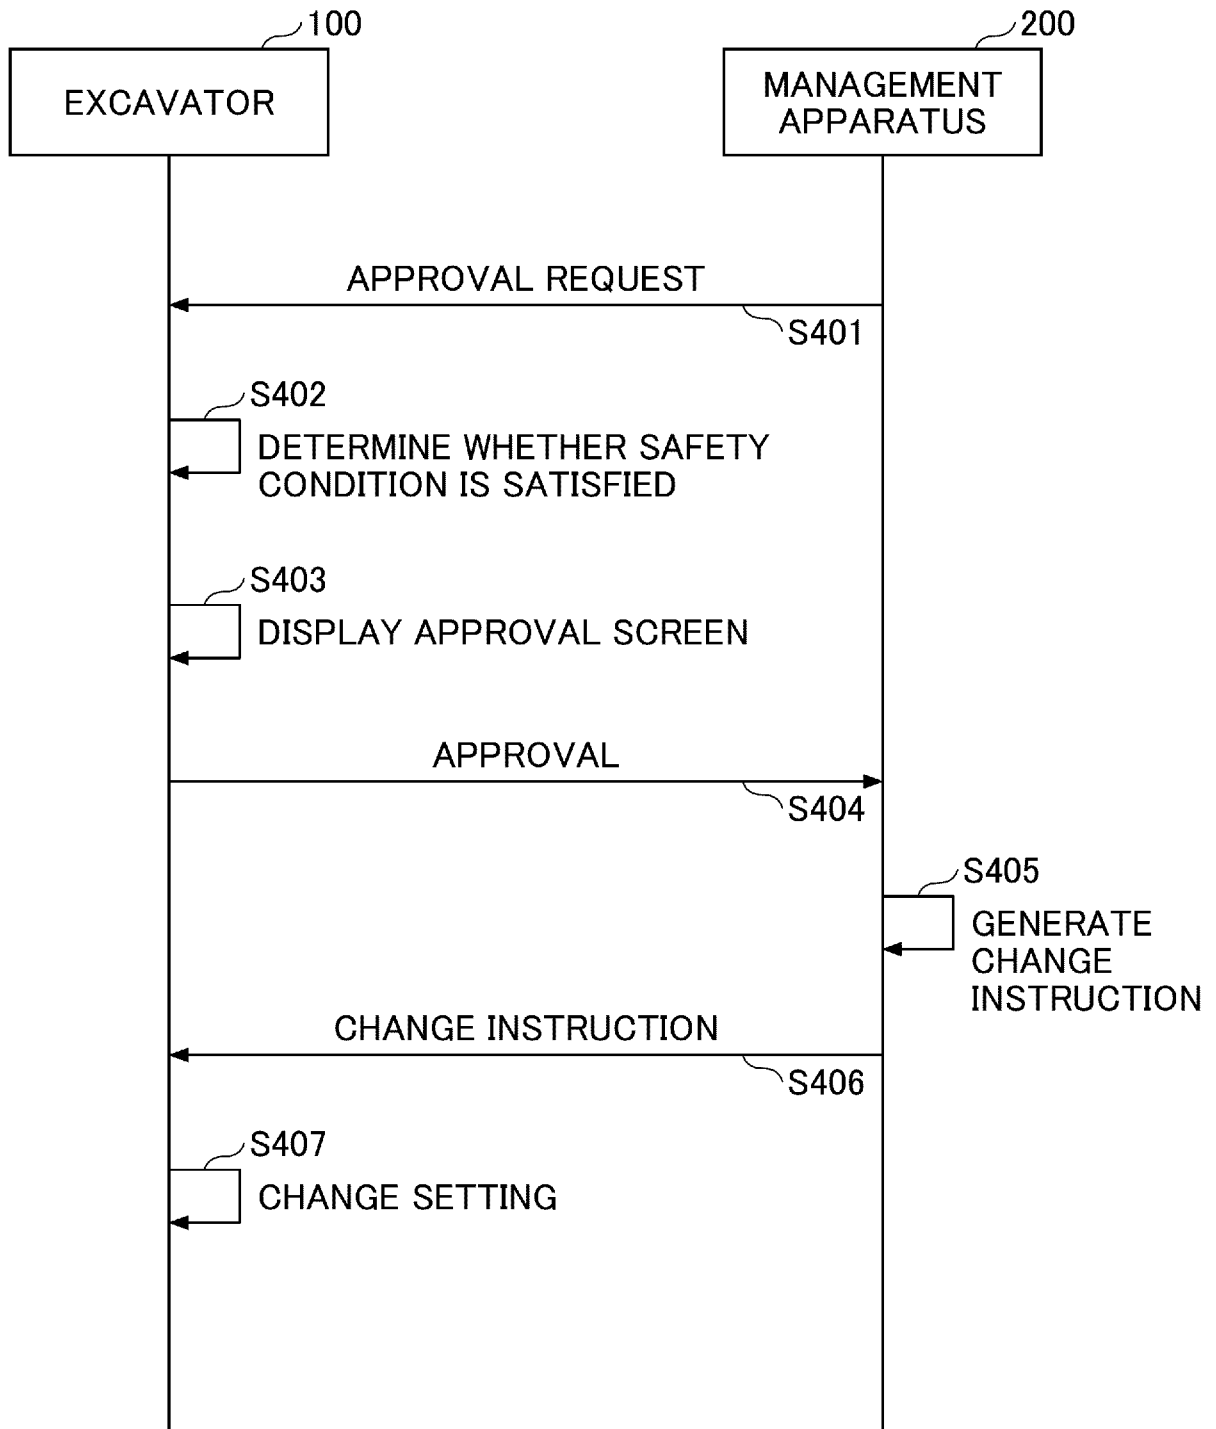 100
200
EXCAVATOR
MANAGEMENT
APPARATUS
APPROVAL REQUEST
S401
S402
DETERMINE WHETHER SAFETY
CONDITION IS SATISFIED
S403
DISPLAY APPROVAL SCREEN
APPROVAL
S404
S405
GENERATE
CHANGE
INSTRUCTION
CHANGE INSTRUCTION
S406
S407
CHANGE SETTING